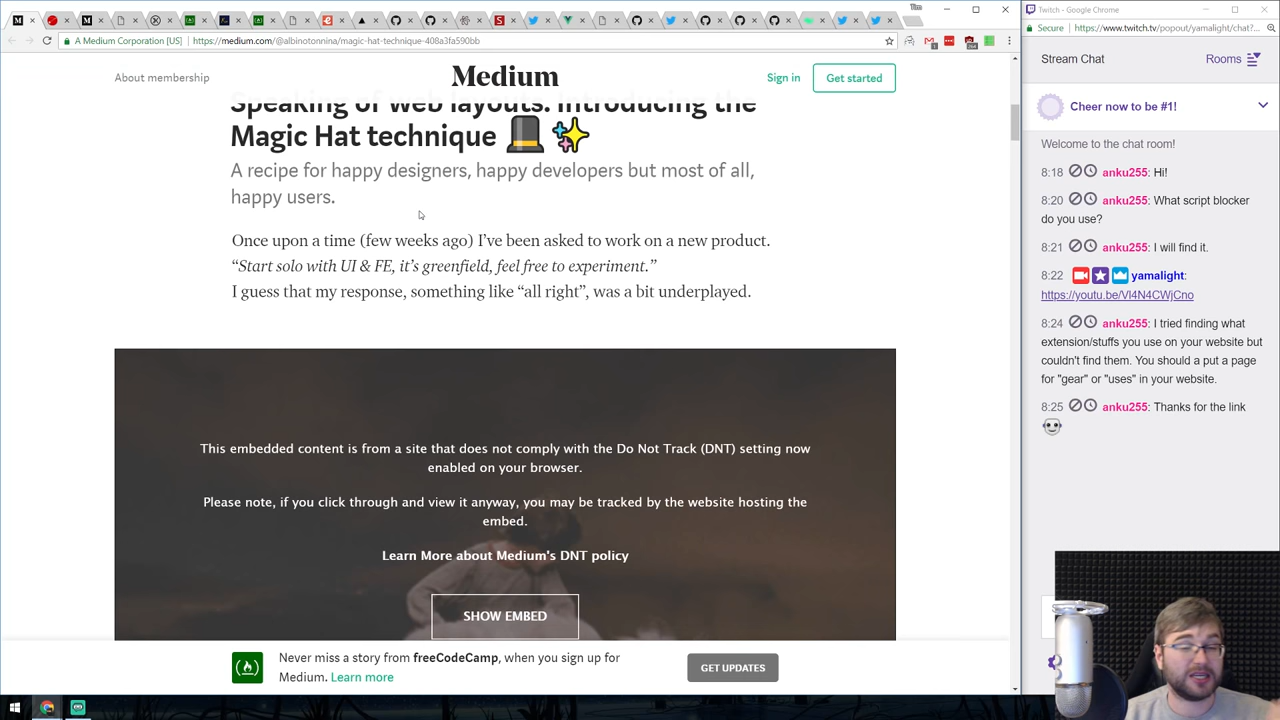 Tim
A Medium Corporation [US]
https://medium.com/@albinotonnina/magic-hat-technique-408a3fa590bb
About membership
Medium
Sign in
Get started
Speaking of web layouts: Introducing the
Magic Hat technique
A recipe for happy designers, happy developers but most of all,
happy users.
Once upon a time (few weeks ago) I’ve been asked to work on a new product.
“Start solo with UI & FE, it’s greenfield, feel free to experiment.”
I guess that my response, something like “all right”, was a bit underplayed.
This embedded content is from a site that does not comply with the Do Not Track (DNT) setting now
enabled on your browser.
Please note, if you click through and view it anyway, you may be tracked by the website hosting the
embed.
Learn More about Medium's DNT policy
SHOW EMBED
Never miss a story from freeCodeCamp, when you sign up for
Medium. Learn more
GET UPDATES
Twitch - Google Chrome
Secure
https://www.twitch.tv/popout/yamalight/chat?...
Stream Chat
Rooms
Cheer now to be #1!
Welcome to the chat room!
8:18 anku255: Hi!
8:20 anku255: What script blocker
do you use?
8:21 anku255: I will find it.
8:22 yamalight:
https://youtu.be/Vl4N4CWjCno
8:24 anku255: I tried finding what
extension/stuffs you use on your website but
couldn't find them. You should a put a page
for "gear" or "uses" in your website.
8:25 anku255: Thanks for the link